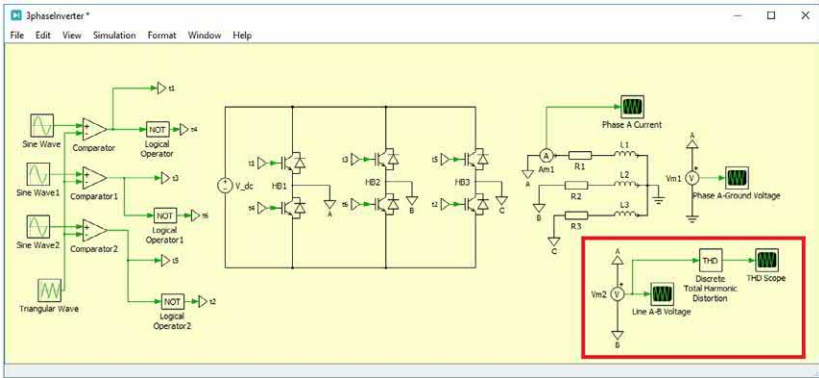 3phaseInverter *
File Edit View Simulation Format Window Help
Sine Wave
Comparator
t1
NOT
t4
Logical
Operator
Sine Wave1
Comparator1
t3
NOT
t6
Logical
Operator1
Sine Wave2
Comparator2
t5
Triangular Wave
NOT
t2
Logical
Operator2
V_dc
t1
HB1
t4
A
t3
HB2
t6
B
t5
HB3
t2
C
Phase A Current
A
Am1
R1
L1
A
R2
L2
B
R3
L3
C
A
Vm1
V
Phase A-Ground Voltage
A
Vm2
V
Line A-B Voltage
B
THD
Discrete
Total Harmonic
Distortion
THD Scope